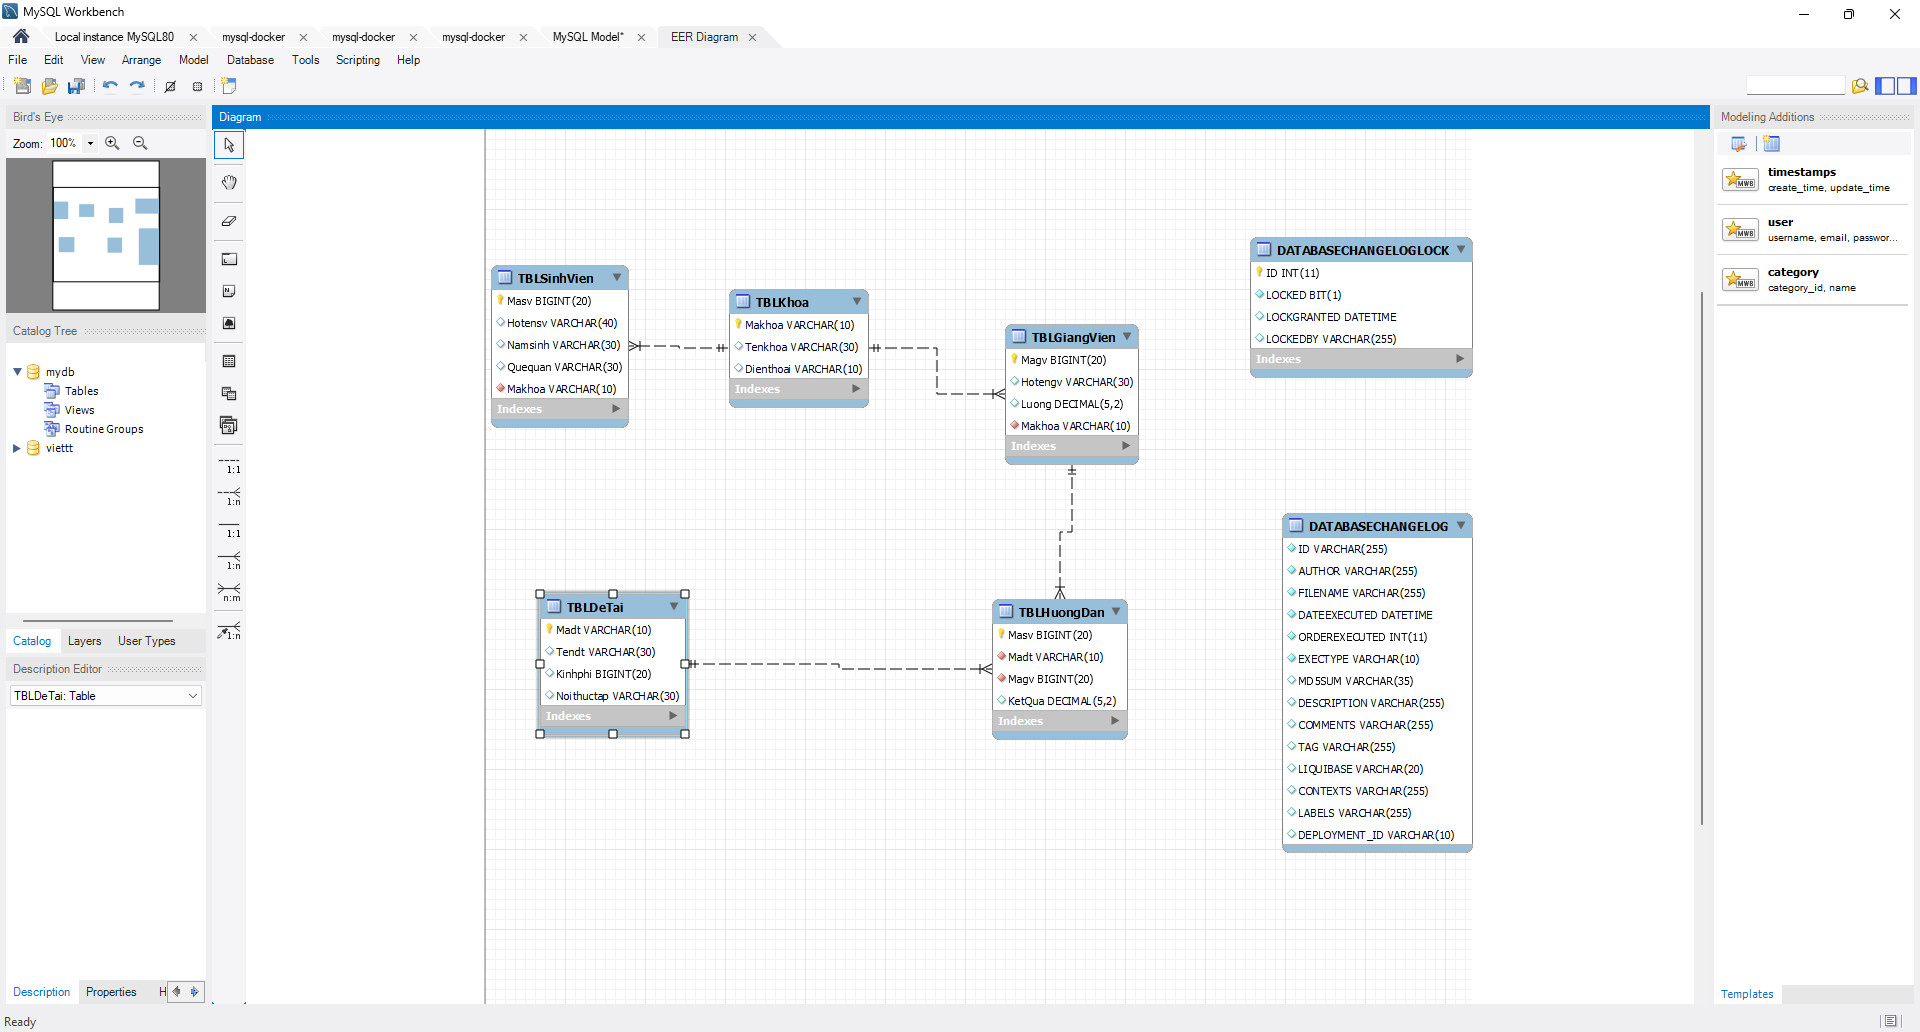 MySQL Workbench
Local instance MySQL80
mysql-docker
mysql-docker
mysql-docker
MySQL Model*
EER Diagram
File
Edit
View
Arrange
Model
Database
Tools
Scripting
Help
Bird's Eye
Zoom: 100%
Catalog Tree
mydb
Tables
Views
Routine Groups
viettt
Catalog
Layers
User Types
Description Editor
TBLDeTai: Table
Description
Properties
H
Ready
Diagram
1:1
1:n
1:1
1:n
n:m
1:n
TBLSinhVien
Masv BIGINT(20)
Hotensv VARCHAR(40)
Namsinh VARCHAR(30)
Quequan VARCHAR(30)
Makhoa VARCHAR(10)
Indexes
TBLKhoa
Makhoa VARCHAR(10)
Tenkhoa VARCHAR(30)
Dienthoai VARCHAR(10)
Indexes
TBLGiangVien
Magv BIGINT(20)
Hotengv VARCHAR(30)
Luong DECIMAL(5,2)
Makhoa VARCHAR(10)
Indexes
DATABASECHANGELOGLOCK
ID INT(11)
LOCKED BIT(1)
LOCKGRANTED DATETIME
LOCKEDBY VARCHAR(255)
Indexes
TBLDeTai
Madt VARCHAR(10)
Tendt VARCHAR(30)
Kinhphi BIGINT(20)
Noithuctap VARCHAR(30)
Indexes
TBLHuongDan
Masv BIGINT(20)
Madt VARCHAR(10)
Magv BIGINT(20)
KetQua DECIMAL(5,2)
Indexes
DATABASECHANGELOG
ID VARCHAR(255)
AUTHOR VARCHAR(255)
FILENAME VARCHAR(255)
DATEEXECUTED DATETIME
ORDEREXECUTED INT(11)
EXECTYPE VARCHAR(10)
MD5SUM VARCHAR(35)
DESCRIPTION VARCHAR(255)
COMMENTS VARCHAR(255)
TAG VARCHAR(255)
LIQUIBASE VARCHAR(20)
CONTEXTS VARCHAR(255)
LABELS VARCHAR(255)
DEPLOYMENT_ID VARCHAR(10)
Modeling Additions
MWB
timestamps
create_time, update_time
MWB
user
username, email, passwor...
MWB
category
category_id, name
Templates